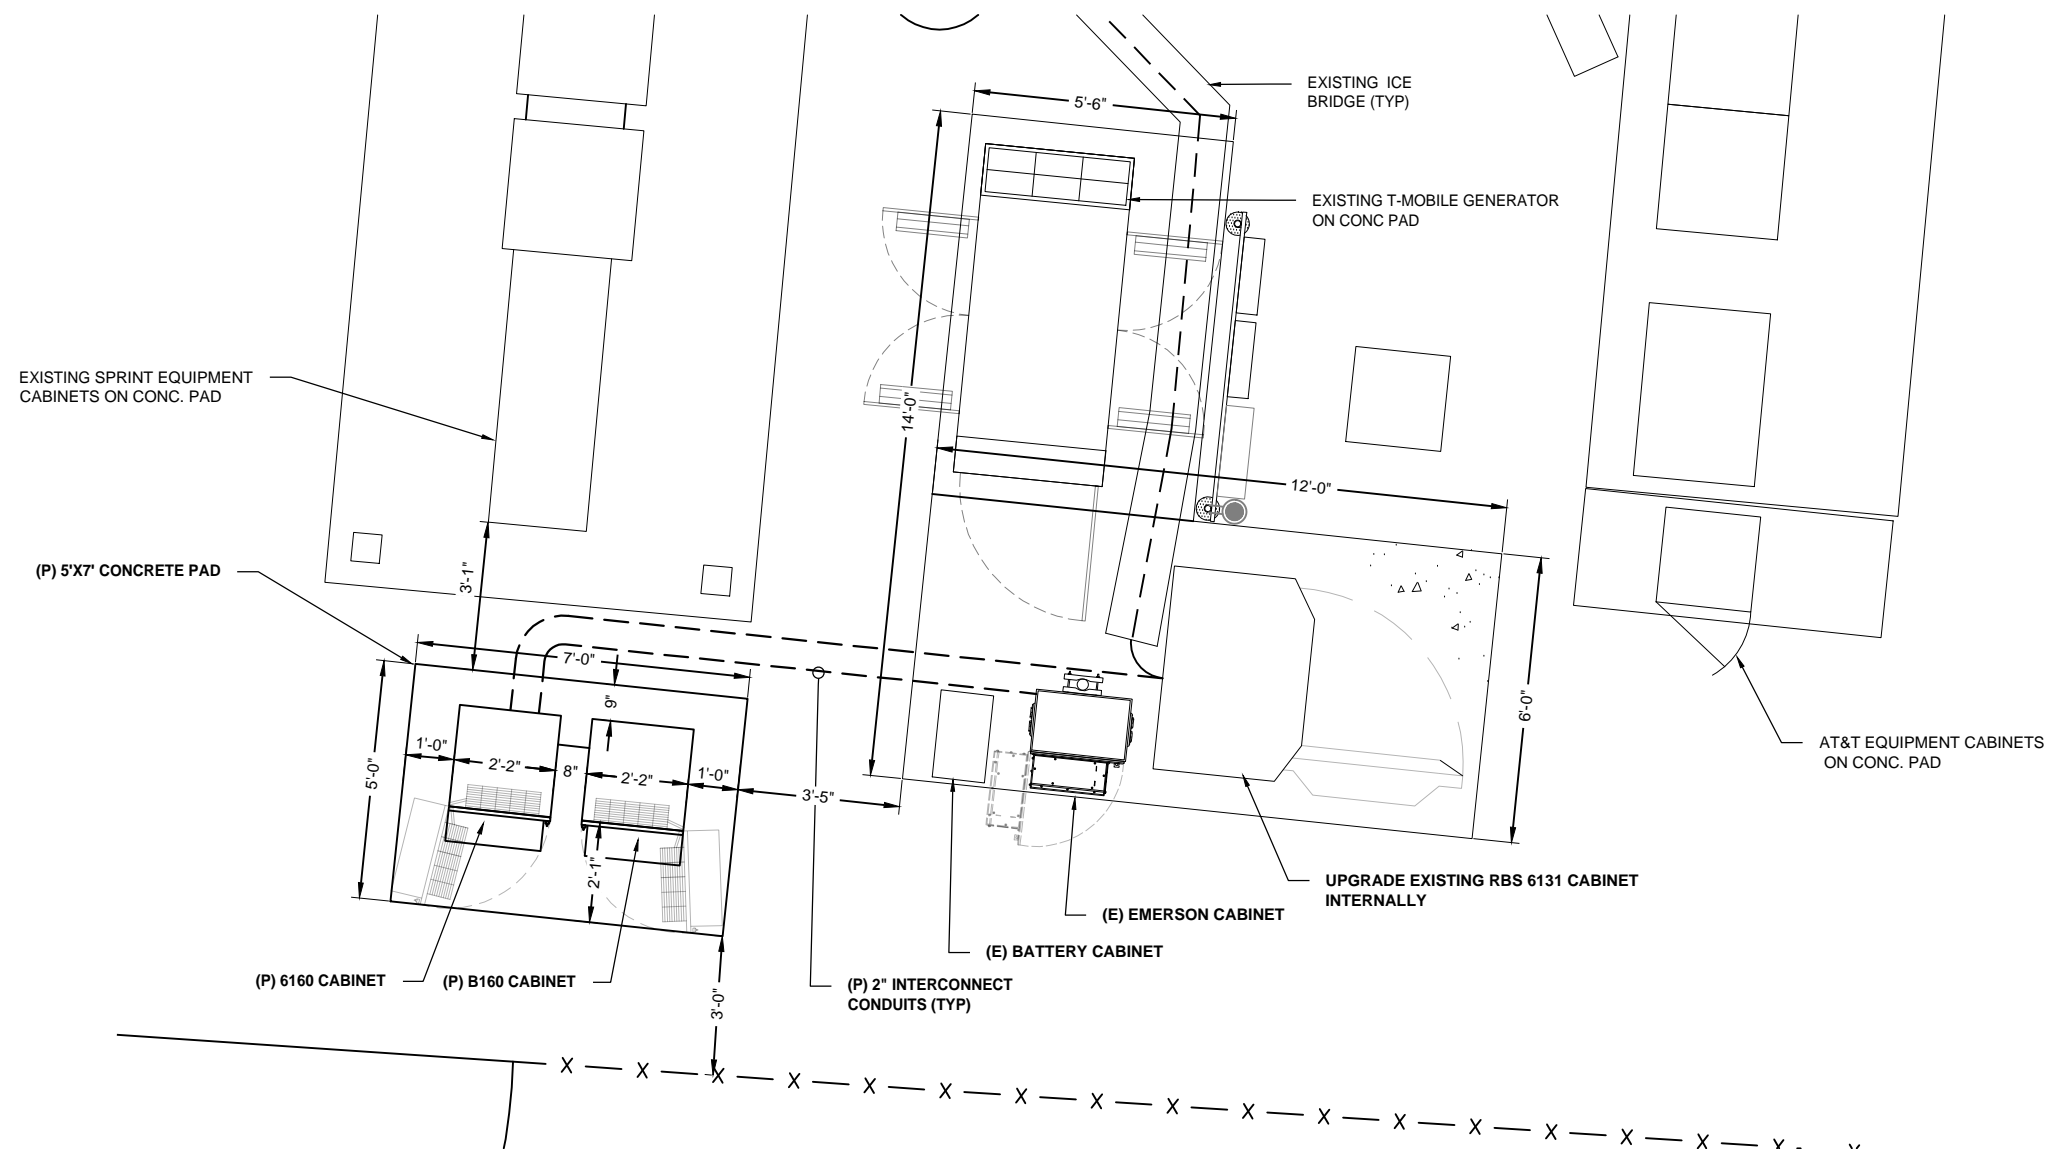 EXISTING ICE
BRIDGE (TYP)
5'-6"
EXISTING T-MOBILE GENERATOR
ON CONC PAD
EXISTING SPRINT EQUIPMENT
CABINETS ON CONC. PAD
14'-0"
12'-0"
(P) 5'X7' CONCRETE PAD
3'-1"
7'-0"
9"
6'-0"
1'-0"
2'-2"
8"
2'-2"
1'-0"
5'-0"
3'-5"
AT&T EQUIPMENT CABINETS
ON CONC. PAD
2'-1"
UPGRADE EXISTING RBS 6131 CABINET
INTERNALLY
(E) EMERSON CABINET
(E) BATTERY CABINET
(P) 6160 CABINET
(P) B160 CABINET
(P) 2" INTERCONNECT
CONDUITS (TYP)
3'-0"
X X X X X X X X X X X X X X X X X X